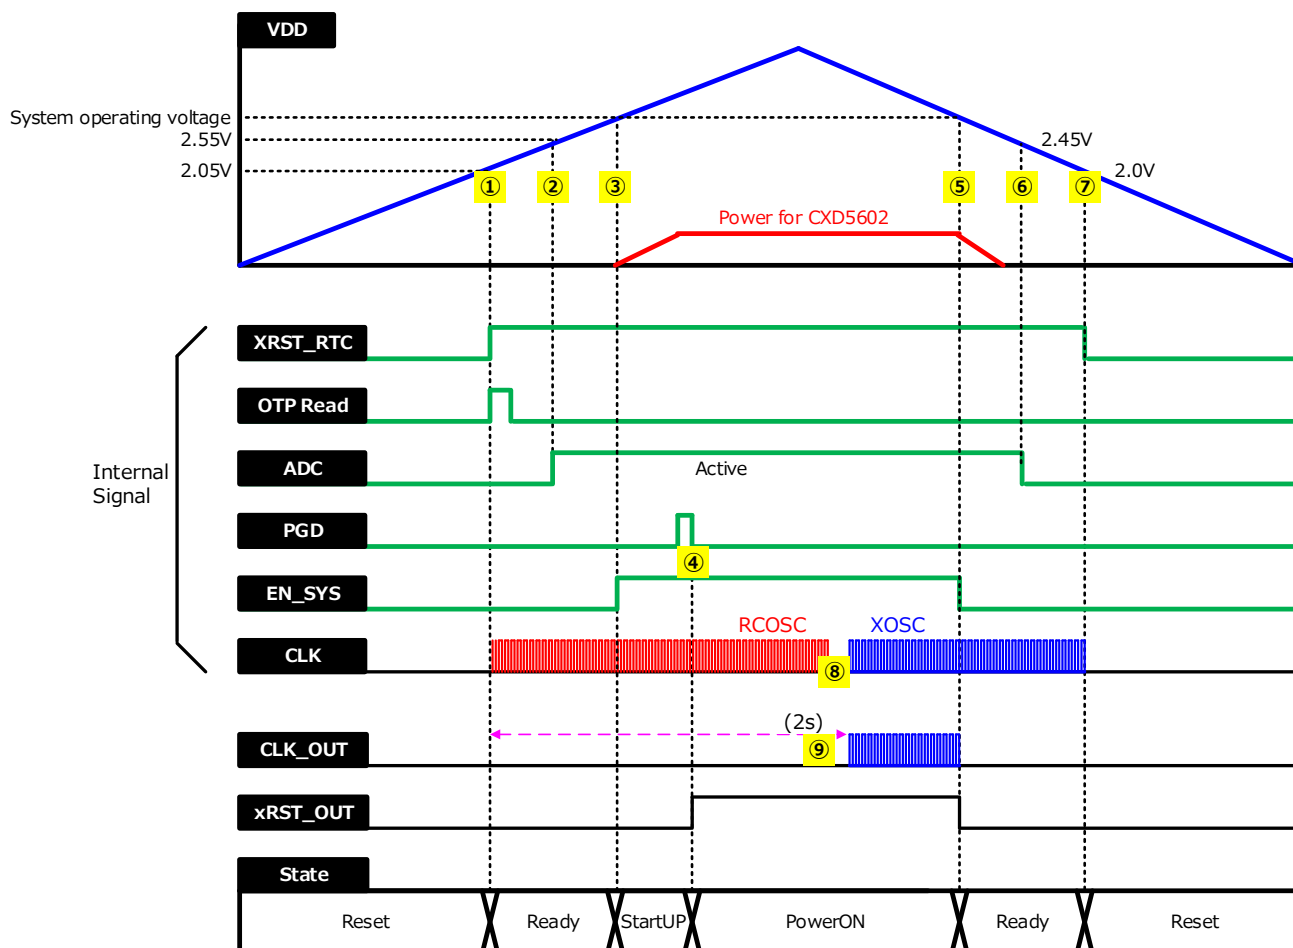 VDD
System operating voltage
2.55V
2.45V
2.05V
2.0V
① ② ③ ⑤ ⑥ ⑦
Power for CXD5602
XRST_RTC
OTP Read
Internal
Signal
ADC
Active
PGD
④
EN_SYS
RCOSC
XOSC
CLK
⑧
(2s)
CLK_OUT
⑨
xRST_OUT
State
Reset
Ready
StartUP
PowerON
Ready
Reset